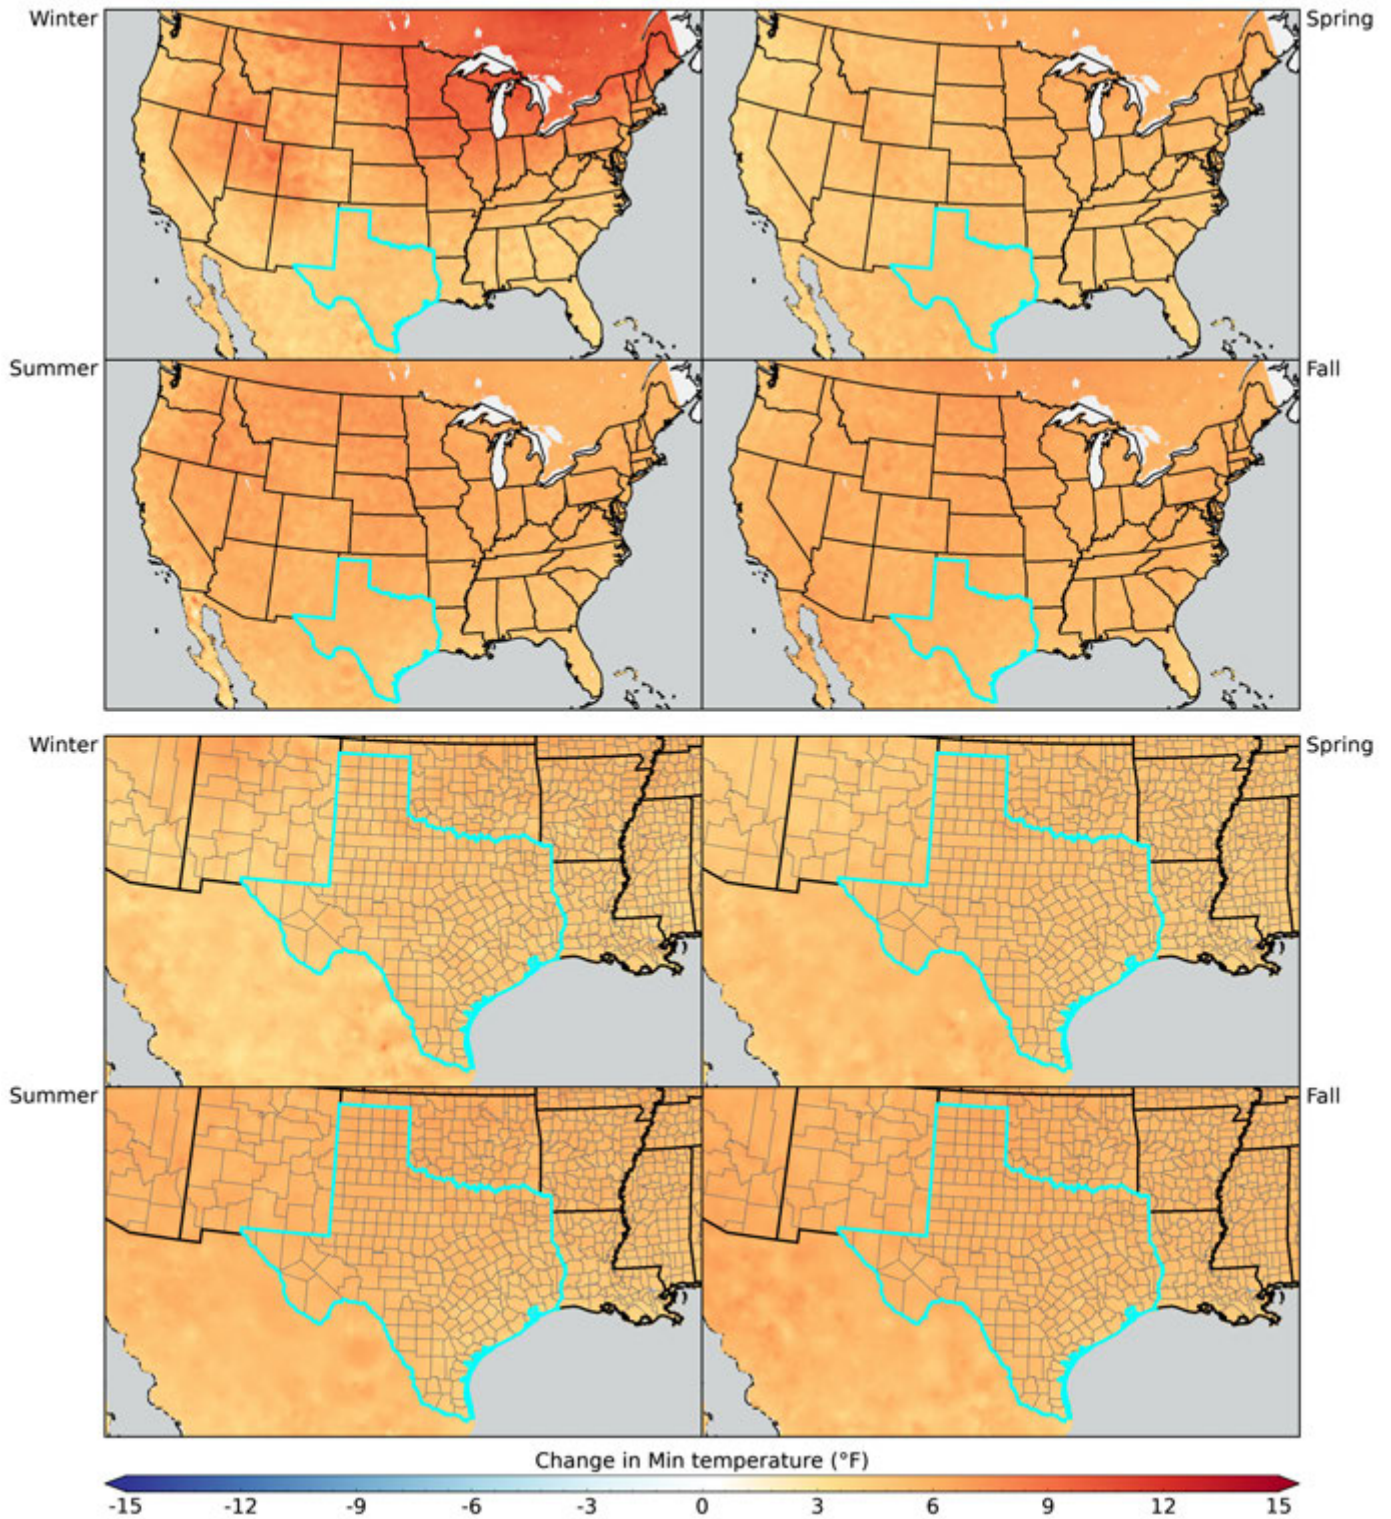 Winter
Spring
Summer
Fall
Winter
Spring
Summer
Fall
Change in Min temperature (°F)
-15 -12 -9 -6 -3 0 3 6 9 12 15